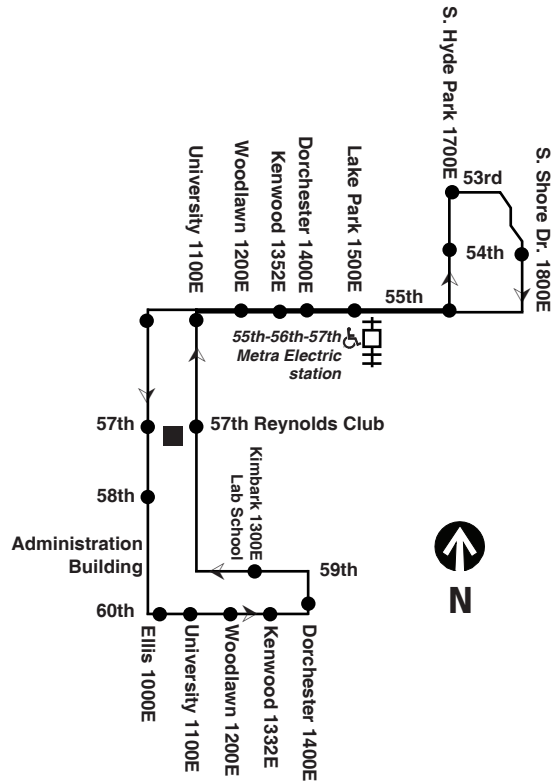 S. Hyde Park 1700E
S. Shore Dr. 1800E
University 1100E
Woodlawn 1200E
Kenwood 1352E
Dorchester 1400E
Lake Park 1500E
53rd
54th
55th
55th-56th-57th
Metra Electric
station
57th
57th Reynolds Club
Kimbark 1300E
Lab School
58th
Administration
Building
59th
60th
N
Ellis 1000E
University 1100E
Woodlawn 1200E
Kenwood 1332E
Dorchester 1400E